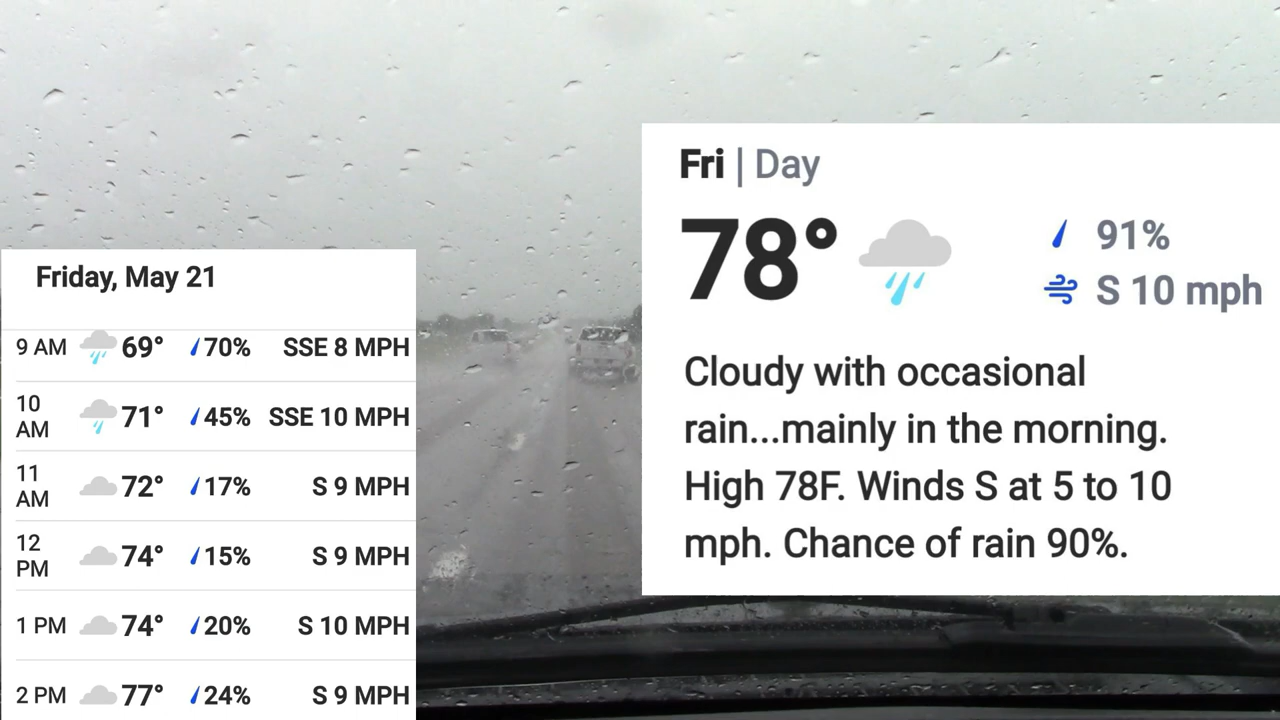 Friday, May 21
9 AM 69° 70% SSE 8 MPH
10 AM 71° 45% SSE 10 MPH
11 AM 72° 17% S 9 MPH
12 PM 74° 15% S 9 MPH
1 PM 74° 20% S 10 MPH
2 PM 77° 24% S 9 MPH
Fri | Day
78° 91%
S 10 mph
Cloudy with occasional
rain...mainly in the morning.
High 78F. Winds S at 5 to 10
mph. Chance of rain 90%.